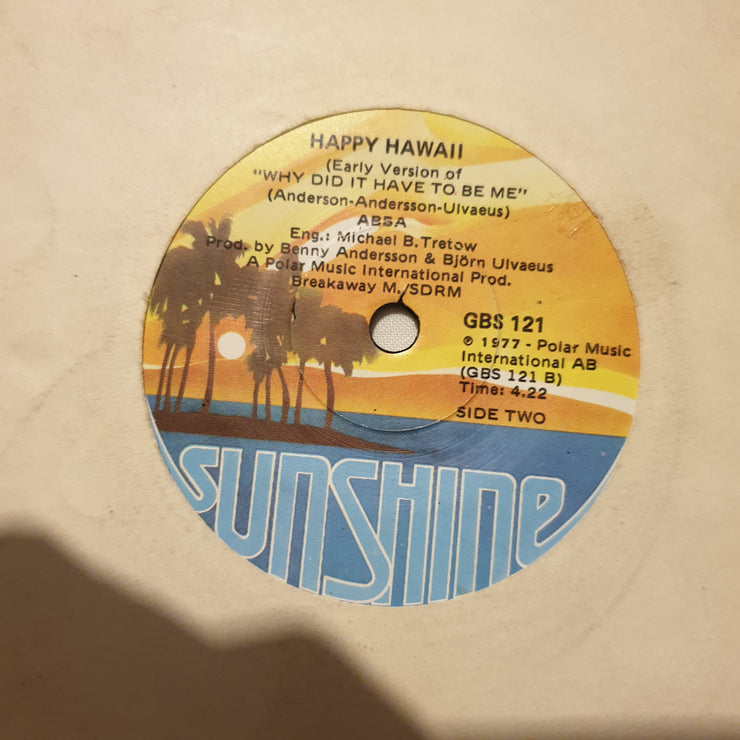 HAPPY HAWAII
(Early Version of
"WHY DID IT HAVE TO BE ME"
(Anderson-Andersson-Ulvaeus)
ABBA
Eng.: Michael B. Tretow
Prod. by Benny Andersson & Björn Ulvaeus
A Polar Music International Prod.
Breakaway M./SDRM
GBS 121
℗ 1977 - Polar Music
International AB
(GBS 121 B)
Time: 4.22
SIDE TWO
SUNSHINE